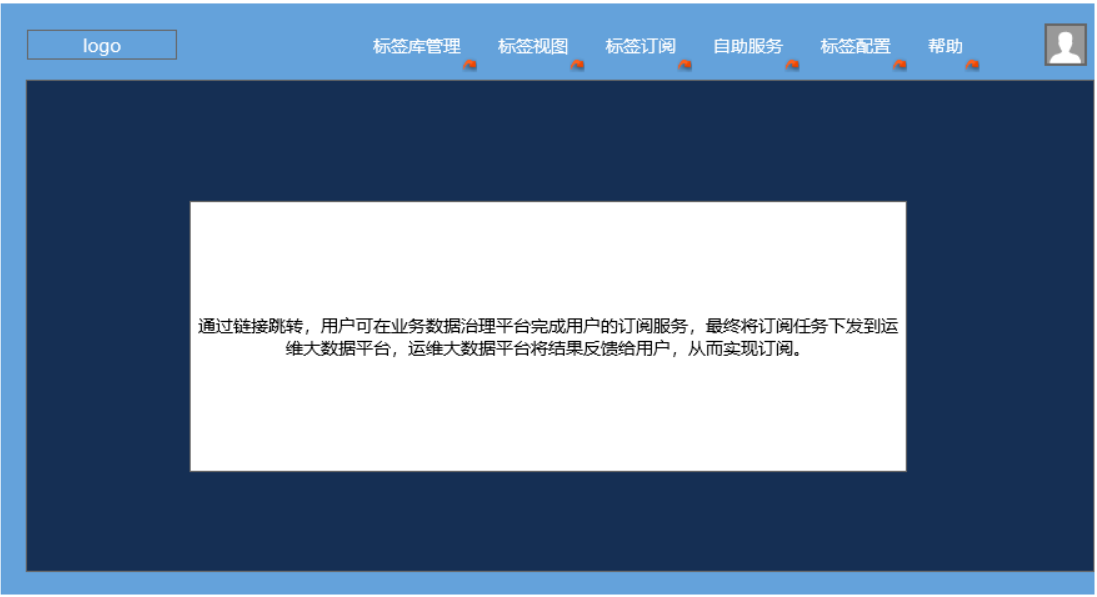 logo
标签库管理 标签视图 标签订阅 自助服务 标签配置 帮助
通过链接跳转，用户可在业务数据治理平台完成用户的订阅服务，最终将订阅任务下发到运
维大数据平台，运维大数据平台将结果反馈给用户，从而实现订阅。